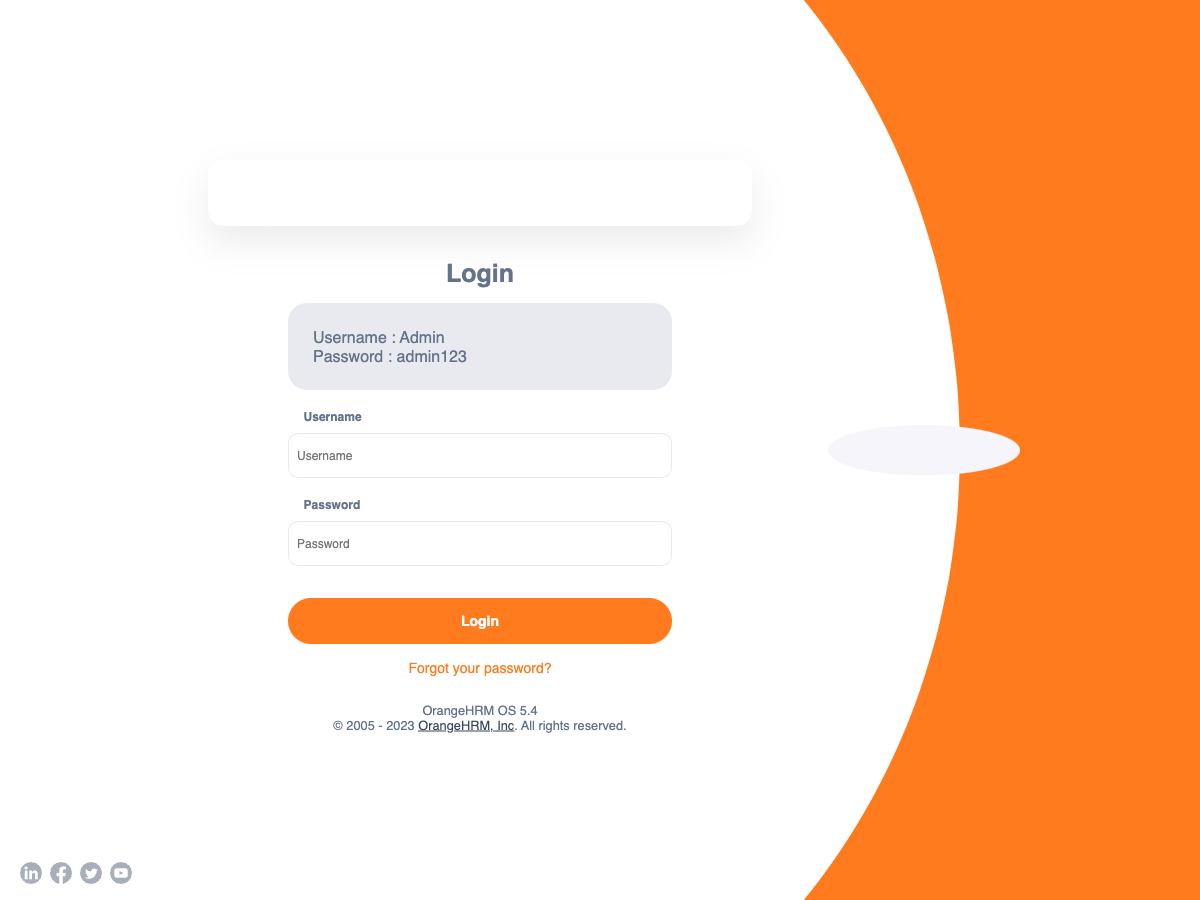 Login
Username : Admin
Password : admin123
Username
Username
Password
Password
Login
Forgot your password?
OrangeHRM OS 5.4
© 2005 - 2023 OrangeHRM, Inc. All rights reserved.